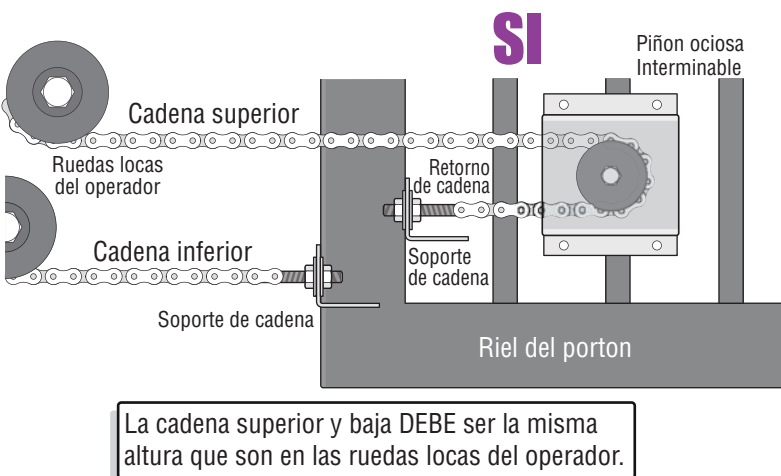 SI
Piñon ociosa
Interminable
Cadena superior
Ruedas locas
del operador
Retorno
de cadena
Cadena inferior
Soporte
de cadena
Soporte de cadena
Riel del porton
La cadena superior y baja DEBE ser la misma
altura que son en las ruedas locas del operador.